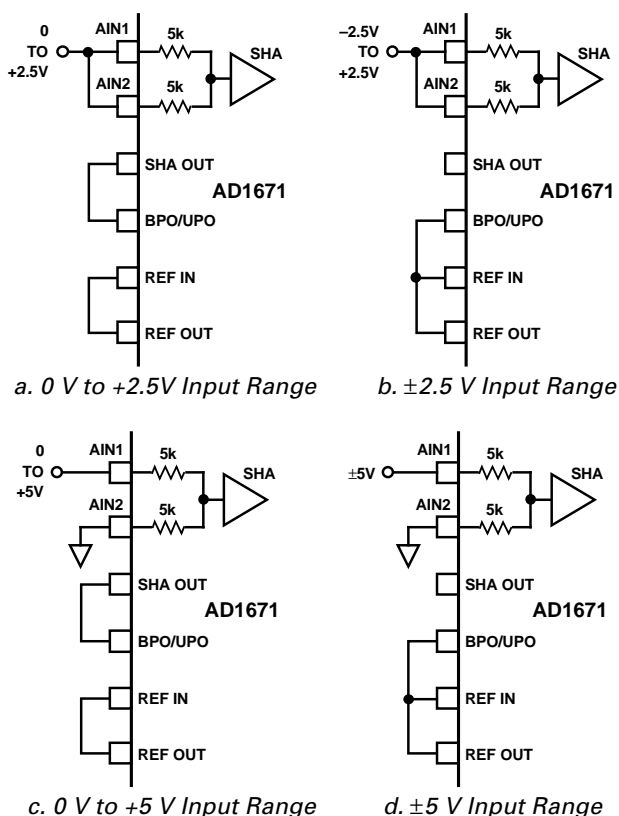 0
TO
+2.5V
AIN1
5k
SHA
AIN2
5k
SHA OUT
AD1671
BPO/UPO
REF IN
REF OUT
a. 0 V to +2.5V Input Range
–2.5V
TO
+2.5V
AIN1
5k
SHA
AIN2
5k
SHA OUT
AD1671
BPO/UPO
REF IN
REF OUT
b. ±2.5 V Input Range
0
TO
+5V
AIN1
5k
SHA
AIN2
5k
SHA OUT
AD1671
BPO/UPO
REF IN
REF OUT
c. 0 V to +5 V Input Range
±5V
AIN1
5k
SHA
AIN2
5k
SHA OUT
AD1671
BPO/UPO
REF IN
REF OUT
d. ±5 V Input Range